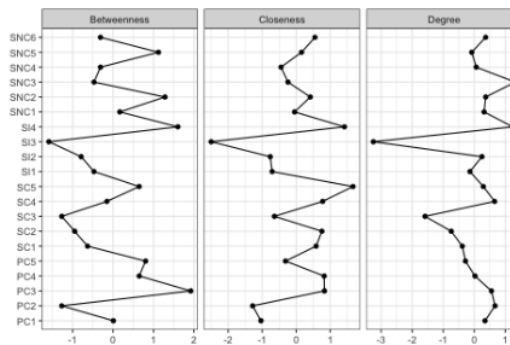 Betweenness Closeness Degree
SNC6
SNC5
SNC4
SNC3
SNC2
SNC1
SI4
SI3
SI2
SI1
SC5
SC4
SC3
SC2
SC1
PC5
PC4
PC3
PC2
PC1
-1 0 1 2 -2 -1 0 1 -3 -2 -1 0 1